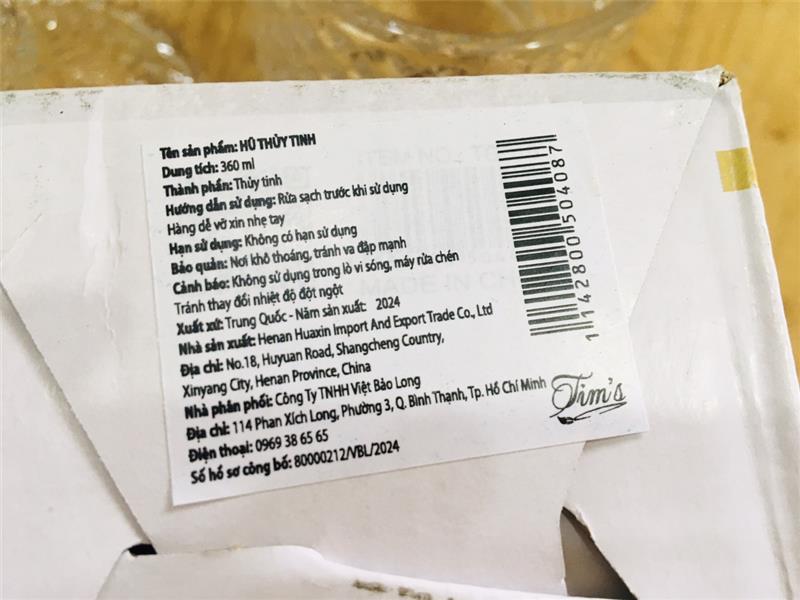 Tên sản phẩm: HŨ THỦY TINH
Dung tích: 360 ml
Thành phần: Thủy tinh
Hướng dẫn sử dụng: Rửa sạch trước khi sử dụng
Hàng dễ vỡ xin nhẹ tay
Hạn sử dụng: Không có hạn sử dụng
Bảo quản: Nơi khô thoáng, tránh va đập mạnh
Cảnh báo: Không sử dụng trong lò vi sóng, máy rửa chén
Tránh thay đổi nhiệt độ đột ngột
Xuất xứ: Trung Quốc - Năm sản xuất: 2024
Nhà sản xuất: Henan Huaxin Import And Export Trade Co., Ltd
Địa chỉ: No.18, Huyuan Road, Shangcheng Country,
Xinyang City, Henan Province, China
Nhà phân phối: Công Ty TNHH Việt Bảo Long
Địa chỉ: 114 Phan Xích Long, Phường 3, Q. Bình Thạnh, Tp. Hồ Chí Minh
Điện thoại: 0969 38 65 65
Số hồ sơ công bố: 80000212/VBL/2024
1142800504087
Tim's
ITEM NO.
MADE IN